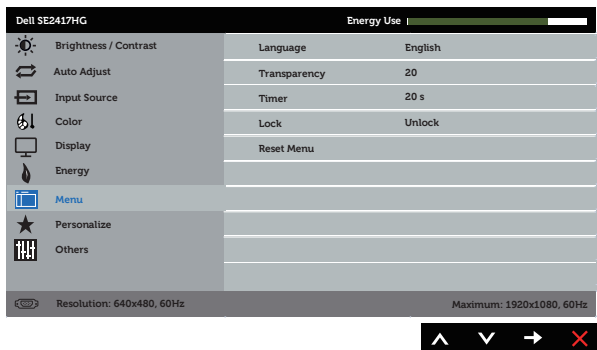 Dell SE2417HG Energy Use
Brightness / Contrast Language English
Auto Adjust Transparency 20
Input Source Timer 20 s
Color Lock Unlock
Display Reset Menu
Energy
Menu
Personalize
Others
Resolution: 640x480, 60Hz Maximum: 1920x1080, 60Hz